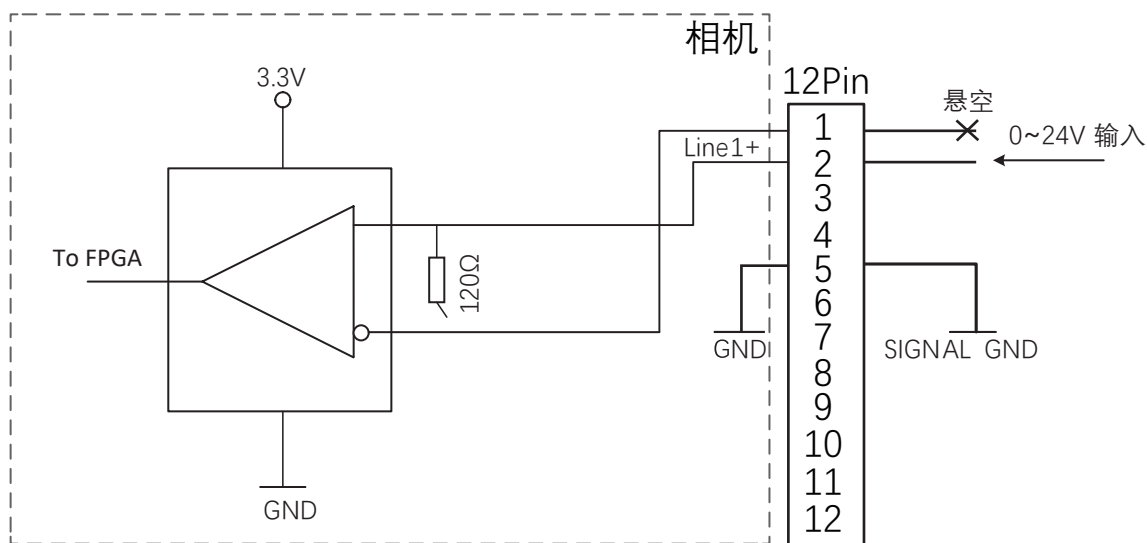 相机
3.3V
12Pin
悬空
1
0~24V 输入
Line1+
2
3
4
To FPGA
120Ω
5
6
GND
7
SIGNAL GND
8
9
10
GND
11
12